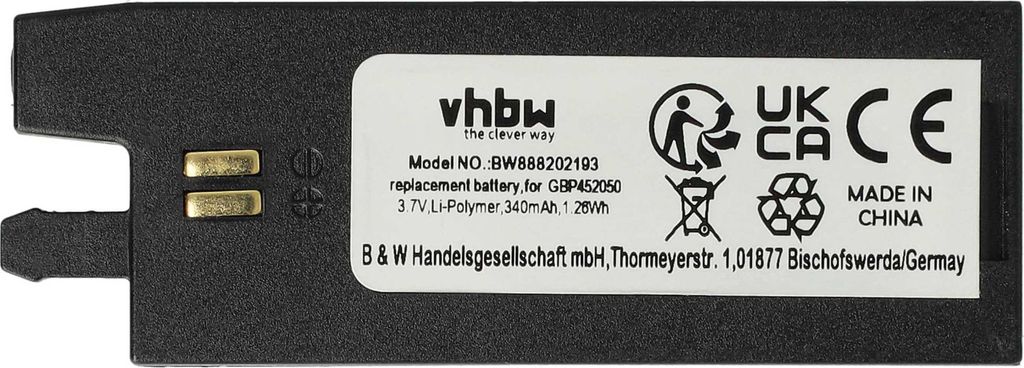 vhbw
the clever way
Model NO.:BW888202193
replacement battery,for GBP452050
3.7V,Li-Polymer,340mAh,1.26Wh
B & W Handelsgesellschaft mbH,Thormeyerstr. 1,01877 Bischofswerda/Germay
UK
CA
CE
MADE IN
CHINA